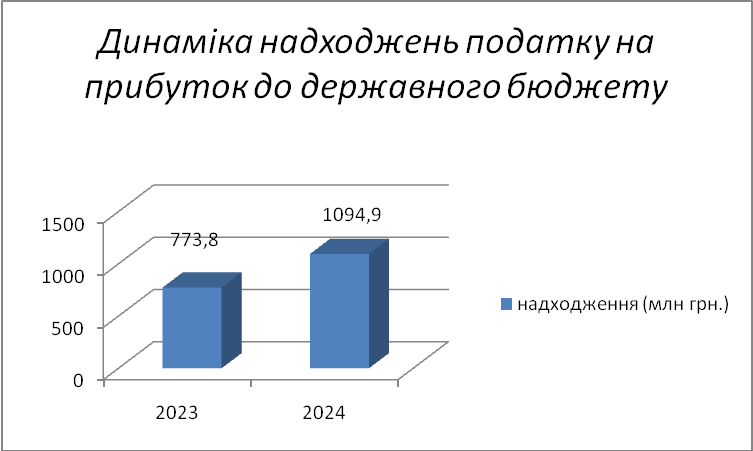 Динаміка надходжень податку на
прибуток до державного бюджету
1500
1000
500
0
773,8
1094,9
2023
2024
надходження (млн грн.)